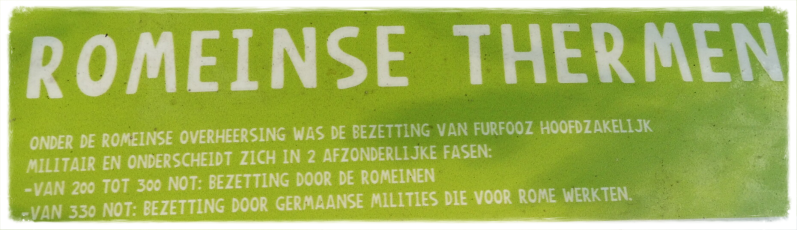 ROMEINSE THERMEN
ONDER DE ROMEINSE OVERHEERSING WAS DE BEZETTING VAN FURFOOZ HOOFDZAKELIJK
MILITAIR EN ONDERSCHEIDT ZICH IN 2 AFZONDERLIJKE FASEN:
-VAN 200 TOT 300 NOT: BEZETTING DOOR DE ROMEINEN
-VAN 330 NOT: BEZETTING DOOR GERMAANSE MILITIES DIE VOOR ROME WERKTEN.